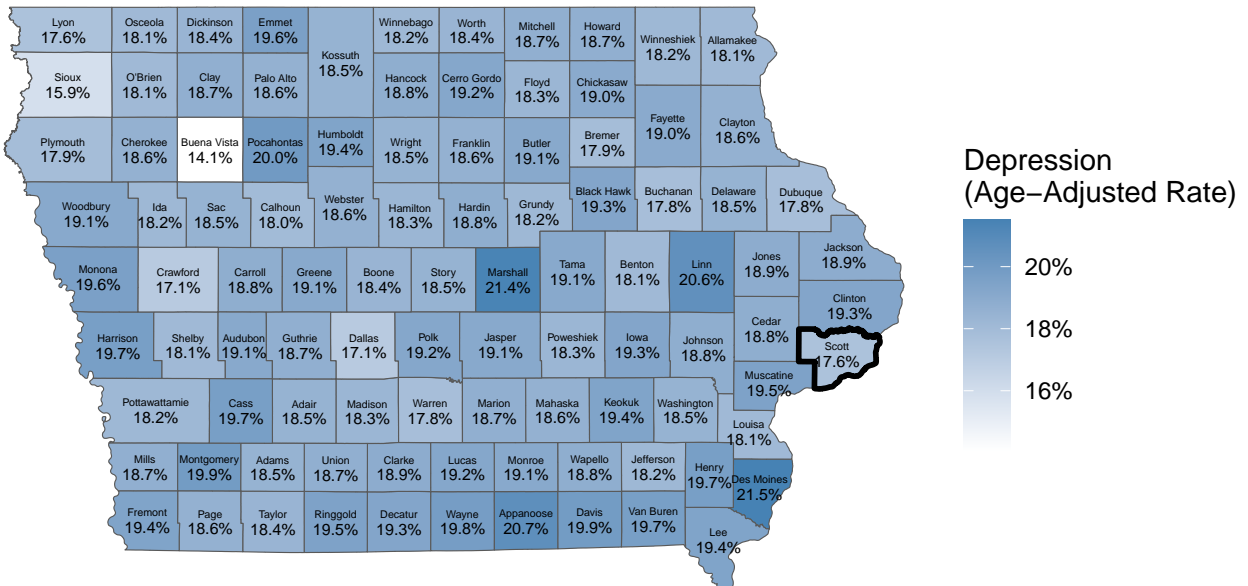 Lyon
17.6%
Osceola
18.1%
Dickinson
18.4%
Emmet
19.6%
Kossuth
18.5%
Winnebago
18.2%
Worth
18.4%
Mitchell
18.7%
Howard
18.7%
Winneshiek
18.2%
Allamakee
18.1%
Sioux
15.9%
O'Brien
18.1%
Clay
18.7%
Palo Alto
18.6%
Hancock
18.8%
Cerro Gordo
19.2%
Floyd
18.3%
Chickasaw
19.0%
Fayette
19.0%
Clayton
18.6%
Plymouth
17.9%
Cherokee
18.6%
Buena Vista
14.1%
Pocahontas
20.0%
Humboldt
19.4%
Wright
18.5%
Franklin
18.6%
Butler
19.1%
Bremer
17.9%
Woodbury
19.1%
Ida
18.2%
Sac
18.5%
Calhoun
18.0%
Webster
18.6%
Hamilton
18.3%
Hardin
18.8%
Grundy
18.2%
Black Hawk
19.3%
Buchanan
17.8%
Delaware
18.5%
Dubuque
17.8%
Monona
19.6%
Crawford
17.1%
Carroll
18.8%
Greene
19.1%
Boone
18.4%
Story
18.5%
Marshall
21.4%
Tama
19.1%
Benton
18.1%
Linn
20.6%
Jones
18.9%
Jackson
18.9%
Clinton
19.3%
Harrison
19.7%
Shelby
18.1%
Audubon
19.1%
Guthrie
18.7%
Dallas
17.1%
Polk
19.2%
Jasper
19.1%
Poweshiek
18.3%
Iowa
19.3%
Johnson
18.8%
Cedar
18.8%
Scott
17.6%
Muscatine
19.5%
Pottawattamie
18.2%
Cass
19.7%
Adair
18.5%
Madison
18.3%
Warren
17.8%
Marion
18.7%
Mahaska
18.6%
Keokuk
19.4%
Washington
18.5%
Louisa
18.1%
Mills
18.7%
Montgomery
19.9%
Adams
18.5%
Union
18.7%
Clarke
18.9%
Lucas
19.2%
Monroe
19.1%
Wapello
18.8%
Jefferson
18.2%
Henry
19.7%
Des Moines
21.5%
Fremont
19.4%
Page
18.6%
Taylor
18.4%
Ringgold
19.5%
Decatur
19.3%
Wayne
19.8%
Appanoose
20.7%
Davis
19.9%
Van Buren
19.7%
Lee
19.4%
Depression
(Age−Adjusted Rate)
20%
18%
16%